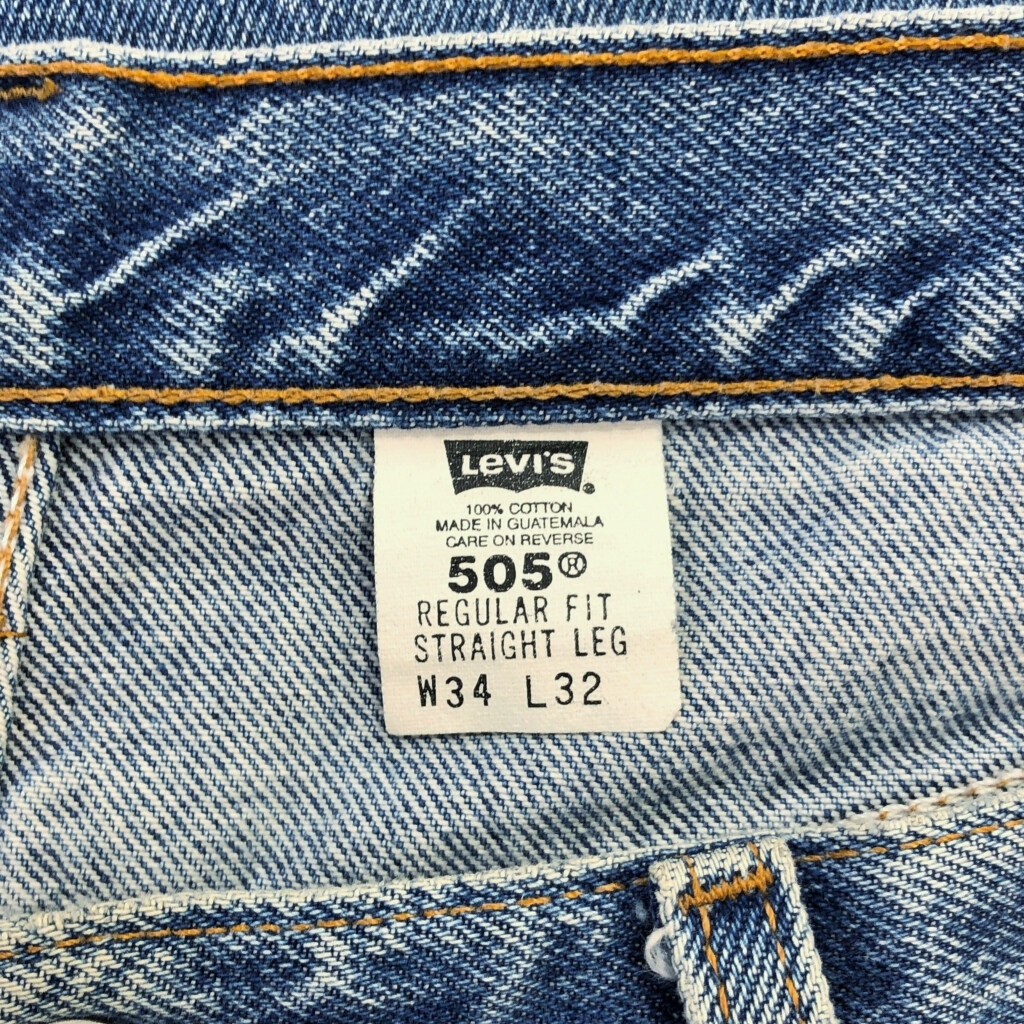 LEVI'S
100% COTTON
MADE IN GUATEMALA
CARE ON REVERSE
505®
REGULAR FIT
STRAIGHT LEG
W34 L32